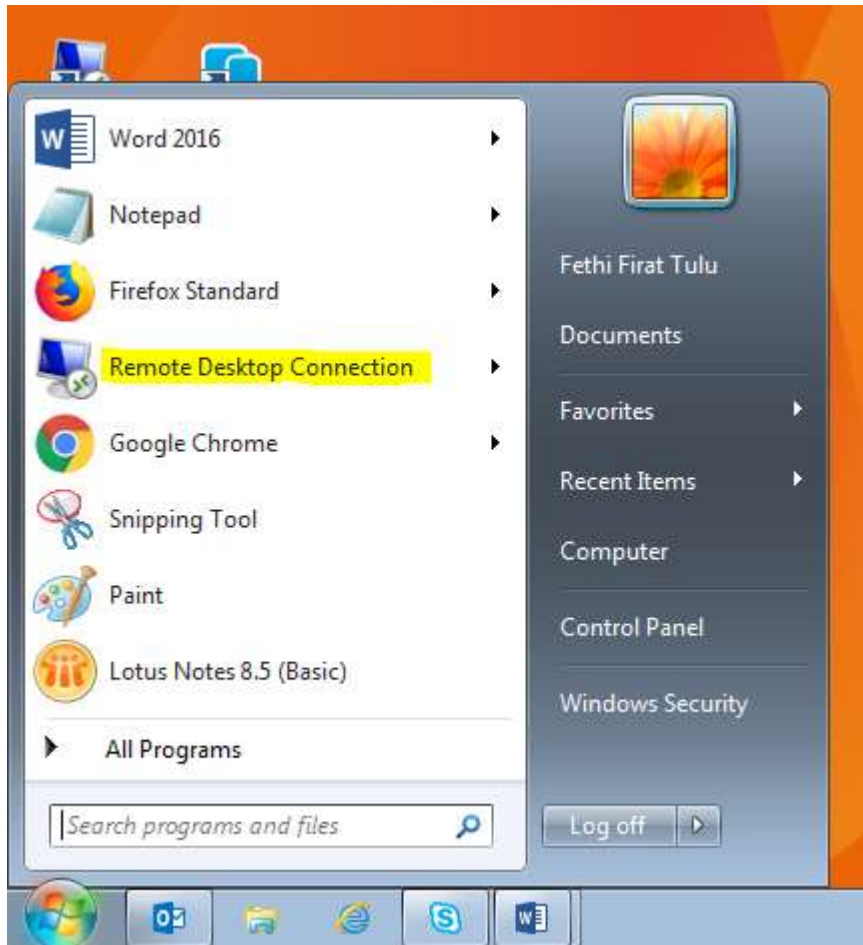 Word 2016
Notepad
Firefox Standard
Remote Desktop Connection
Google Chrome
Snipping Tool
Paint
Lotus Notes 8.5 (Basic)
All Programs
Search programs and files
Fethi Firat Tulu
Documents
Favorites
Recent Items
Computer
Control Panel
Windows Security
Log off